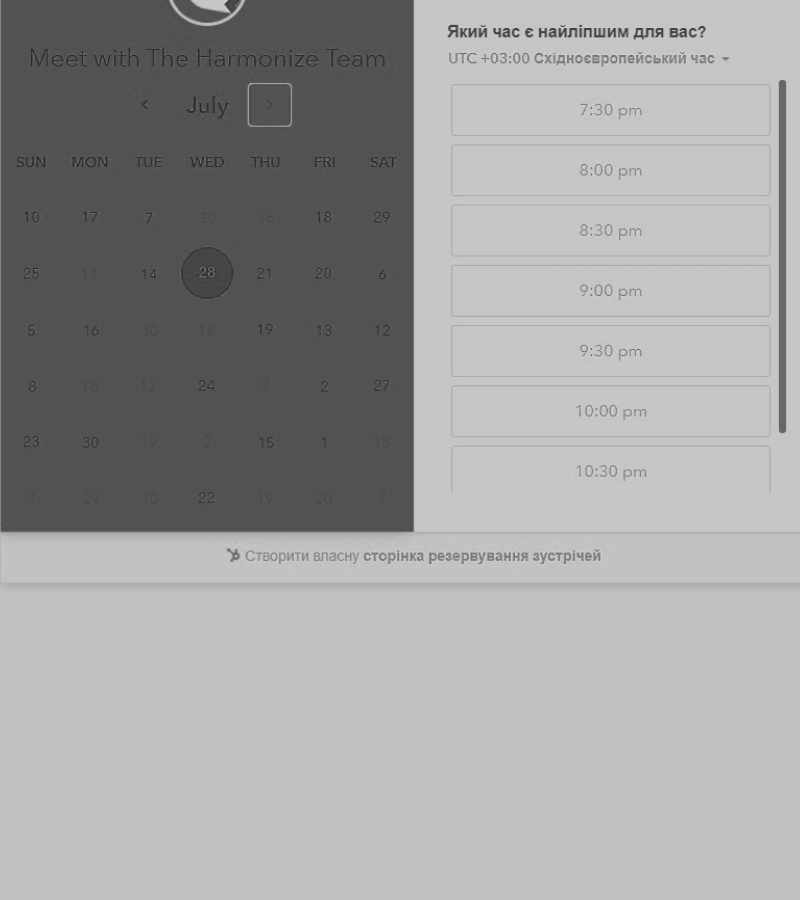 Meet with The Harmonize Team
July
SUN MON TUE WED THU FRI SAT
10 17 7 30 16 18 29
25 11 14 28 21 20 6
5 16 30 18 19 13 12
8 15 12 24 7 2 27
23 30 19 2 15 1 18
7 29 10 22 19 20 7
Який час є найліпшим для вас?
UTC +03:00 Східноєвропейський час
7:30 pm
8:00 pm
8:30 pm
9:00 pm
9:30 pm
10:00 pm
10:30 pm
Створити власну сторінка резервування зустрічей